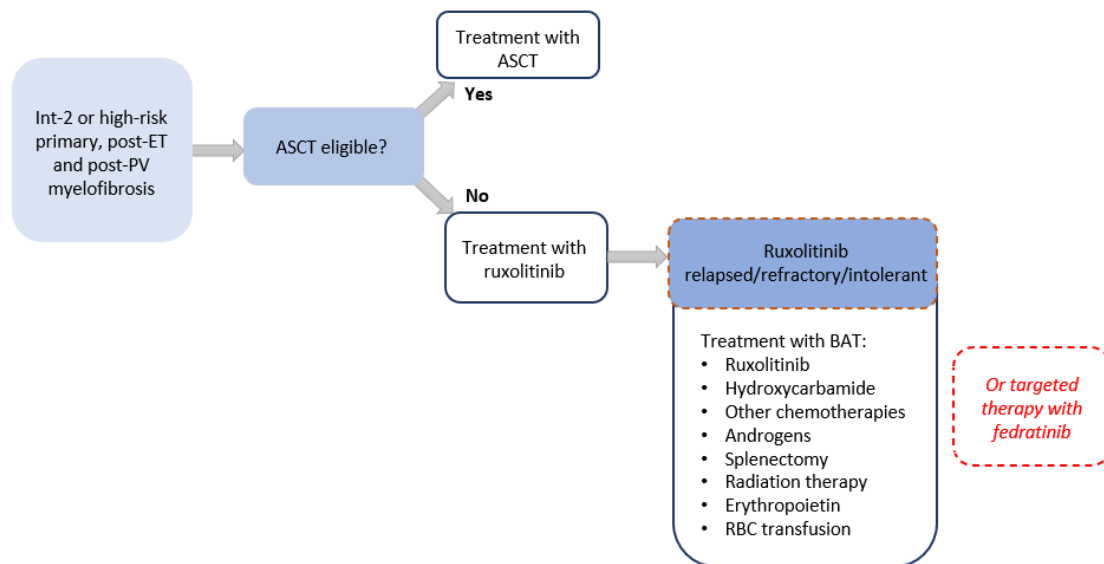 Treatment with
ASCT
Int-2 or high-risk
primary, post-ET
and post-PV
myelofibrosis
ASCT eligible?
Yes
No
Treatment with
ruxolitinib
Ruxolitinib
relapsed/refractory/intolerant
Treatment with BAT:
• Ruxolitinib
• Hydroxycarbamide
• Other chemotherapies
• Androgens
• Splenectomy
• Radiation therapy
• Erythropoietin
• RBC transfusion
Or targeted
therapy with
fedratinib